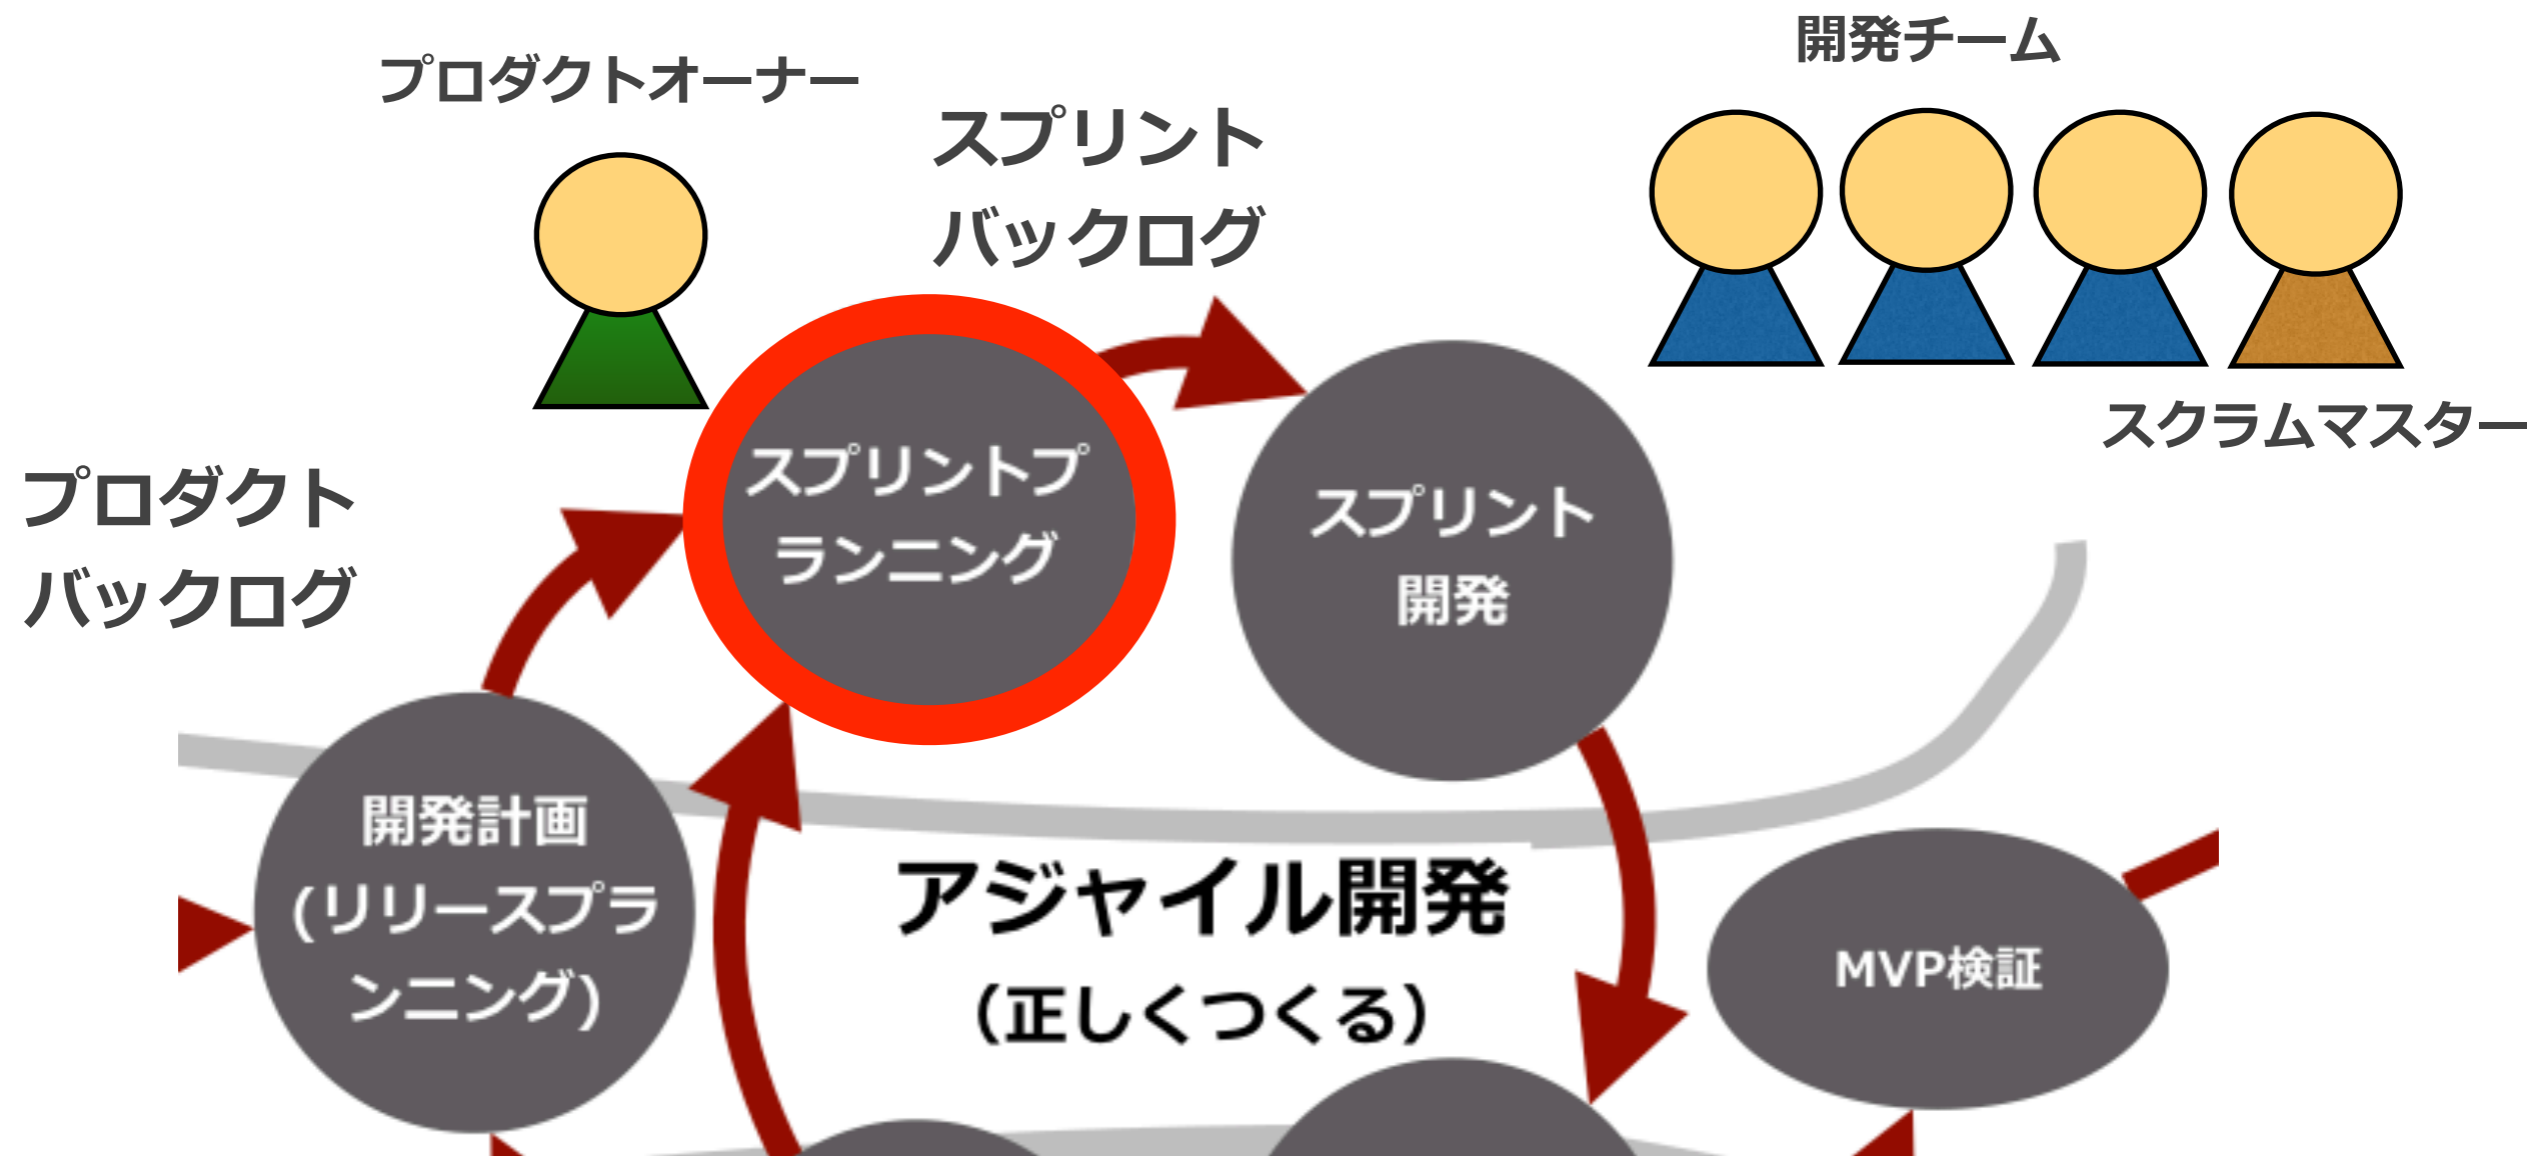 プロダクトオーナー
開発チーム
スプリント
バックログ
スクラムマスター
プロダクト
バックログ
スプリントプ
ランニング
スプリント
開発
開発計画
(リリースプラ
ンニング)
アジャイル開発
（正しくつくる）
MVP検証